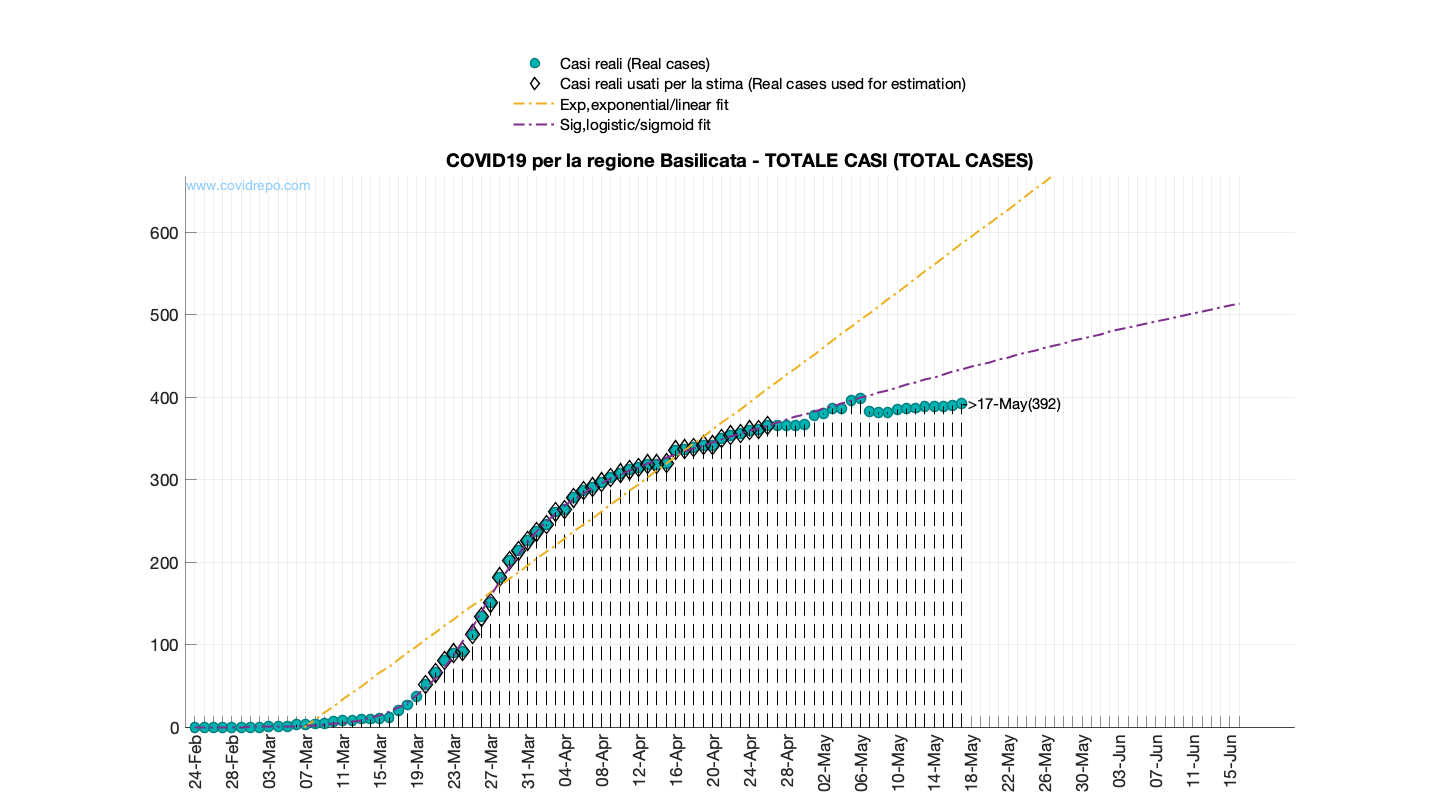 Casi reali (Real cases)
Casi reali usati per la stima (Real cases used for estimation)
Exp,exponential/linear fit
Sig,logistic/sigmoid fit
COVID19 per la regione Basilicata - TOTALE CASI (TOTAL CASES)
www.covidrepo.com
600
500
400
300
200
100
0
>17-May(392)
24-Feb
28-Feb
03-Mar
07-Mar
11-Mar
15-Mar
19-Mar
23-Mar
27-Mar
31-Mar
04-Apr
08-Apr
12-Apr
16-Apr
20-Apr
24-Apr
28-Apr
02-May
06-May
10-May
14-May
18-May
22-May
26-May
30-May
03-Jun
07-Jun
11-Jun
15-Jun